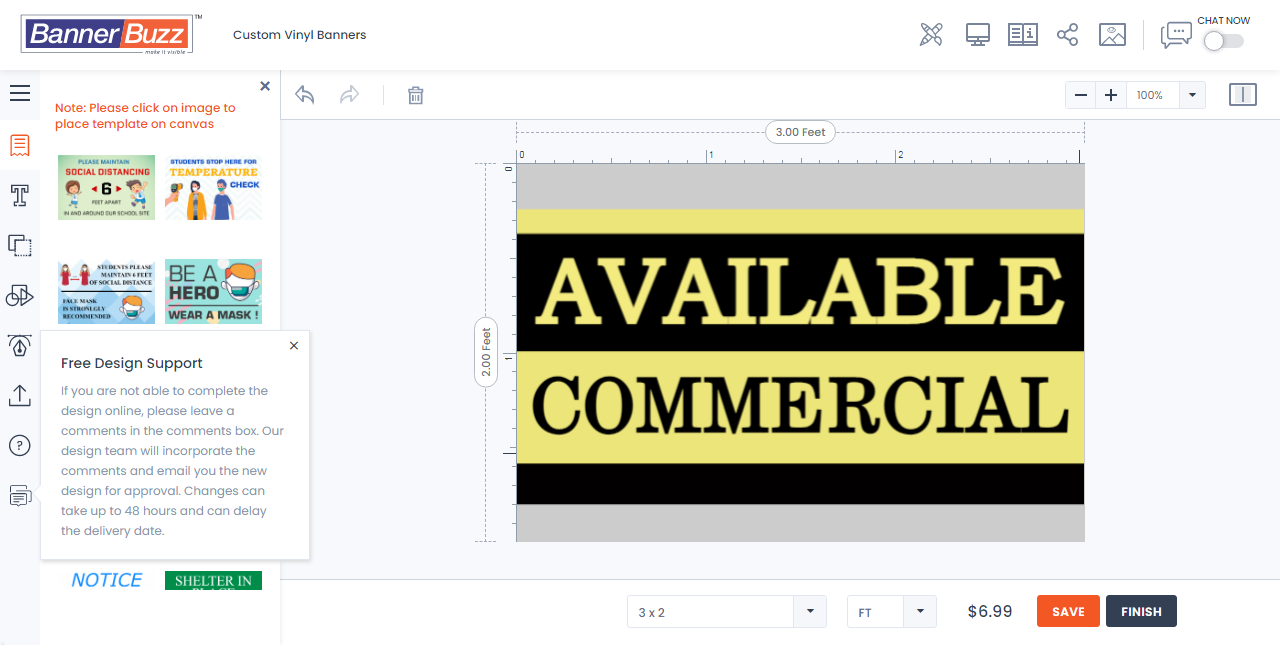 BannerBuzz™
make it visible
Custom Vinyl Banners
CHAT NOW
Note: Please click on image to
place template on canvas
100%
3.00 Feet
0
1
2
0
1
2.00 Feet
PLEASE MAINTAIN
SOCIAL DISTANCING
6
FEET APART
IN AND AROUND OUR SCHOOL SITE
STUDENTS STOP HERE FOR
TEMPERATURE
CHECK
STUDENTS PLEASE
MAINTAIN 6 FEET
OF SOCIAL DISTANCE
FACE MASK
IS STRONLGY
RECOMMENDED
BE A
HERO
WEAR A MASK !
AVAILABLE
COMMERCIAL
Free Design Support
If you are not able to complete the
design online, please leave a
comments in the comments box. Our
design team will incorporate the
comments and email you the new
design for approval. Changes can
take up to 48 hours and can delay
the delivery date.
NOTICE
SHELTER IN
PLACE
3 x 2
FT
$6.99
SAVE
FINISH